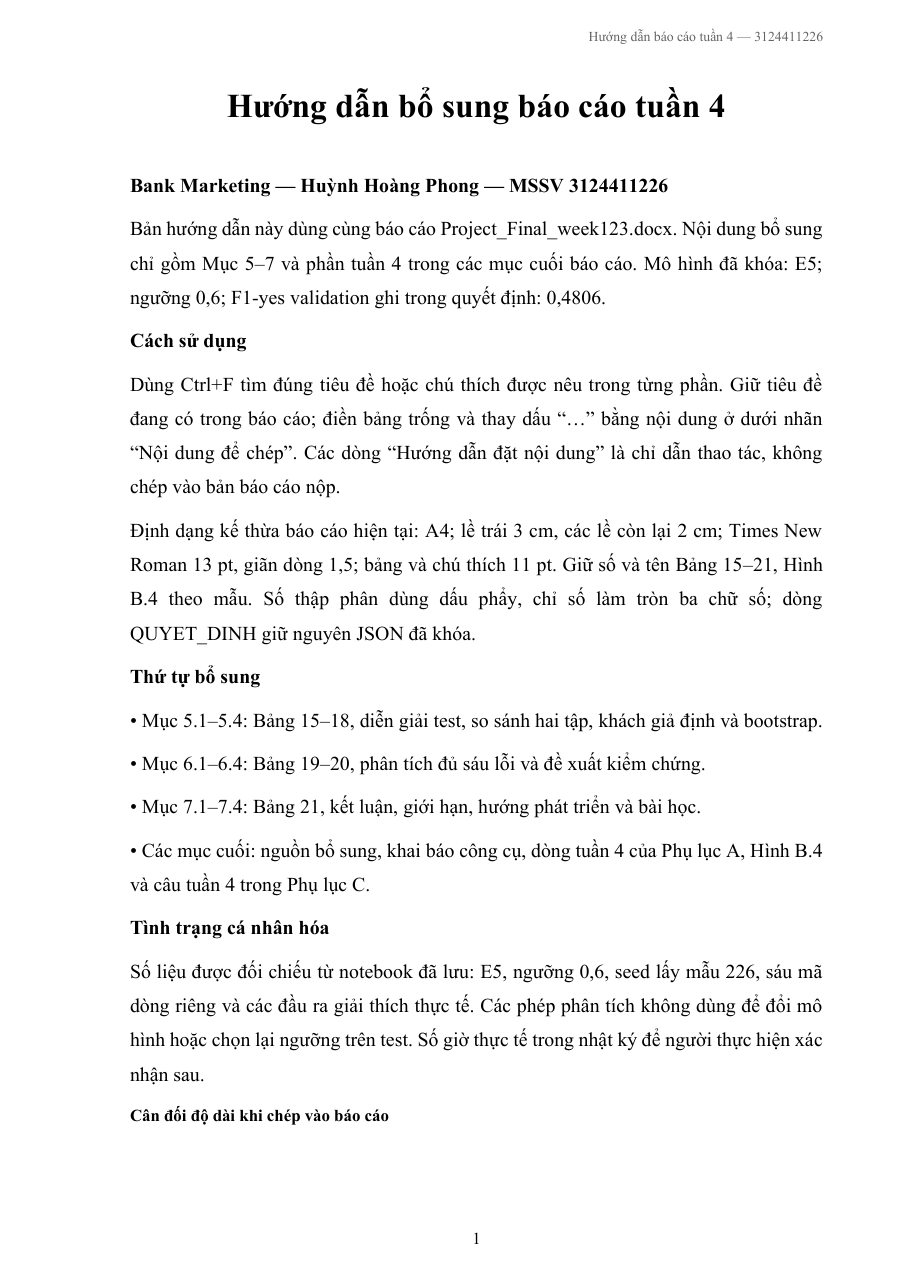 Hướng dẫn báo cáo tuần 4 — 3124411226
Hướng dẫn bổ sung báo cáo tuần 4
Bank Marketing — Huỳnh Hoàng Phong — MSSV 3124411226
Bản hướng dẫn này dùng cùng báo cáo Project_Final_week123.docx. Nội dung bổ sung
chỉ gồm Mục 5–7 và phần tuần 4 trong các mục cuối báo cáo. Mô hình đã khóa: E5;
ngưỡng 0,6; F1-yes validation ghi trong quyết định: 0,4806.
Cách sử dụng
Dùng Ctrl+F tìm đúng tiêu đề hoặc chú thích được nêu trong từng phần. Giữ tiêu đề
đang có trong báo cáo; điền bảng trống và thay dấu “…” bằng nội dung ở dưới nhãn
“Nội dung để chép”. Các dòng “Hướng dẫn đặt nội dung” là chỉ dẫn thao tác, không
chép vào bản báo cáo nộp.
Định dạng kế thừa báo cáo hiện tại: A4; lề trái 3 cm, các lề còn lại 2 cm; Times New
Roman 13 pt, giãn dòng 1,5; bảng và chú thích 11 pt. Giữ số và tên Bảng 15–21, Hình
B.4 theo mẫu. Số thập phân dùng dấu phẩy, chỉ số làm tròn ba chữ số; dòng
QUYET_DINH giữ nguyên JSON đã khóa.
Thứ tự bổ sung
• Mục 5.1–5.4: Bảng 15–18, diễn giải test, so sánh hai tập, khách giả định và bootstrap.
• Mục 6.1–6.4: Bảng 19–20, phân tích đủ sáu lỗi và đề xuất kiểm chứng.
• Mục 7.1–7.4: Bảng 21, kết luận, giới hạn, hướng phát triển và bài học.
• Các mục cuối: nguồn bổ sung, khai báo công cụ, dòng tuần 4 của Phụ lục A, Hình B.4
và câu tuần 4 trong Phụ lục C.
Tình trạng cá nhân hóa
Số liệu được đối chiếu từ notebook đã lưu: E5, ngưỡng 0,6, seed lấy mẫu 226, sáu mã
dòng riêng và các đầu ra giải thích thực tế. Các phép phân tích không dùng để đổi mô
hình hoặc chọn lại ngưỡng trên test. Số giờ thực tế trong nhật ký để người thực hiện xác
nhận sau.
Cân đối độ dài khi chép vào báo cáo
1